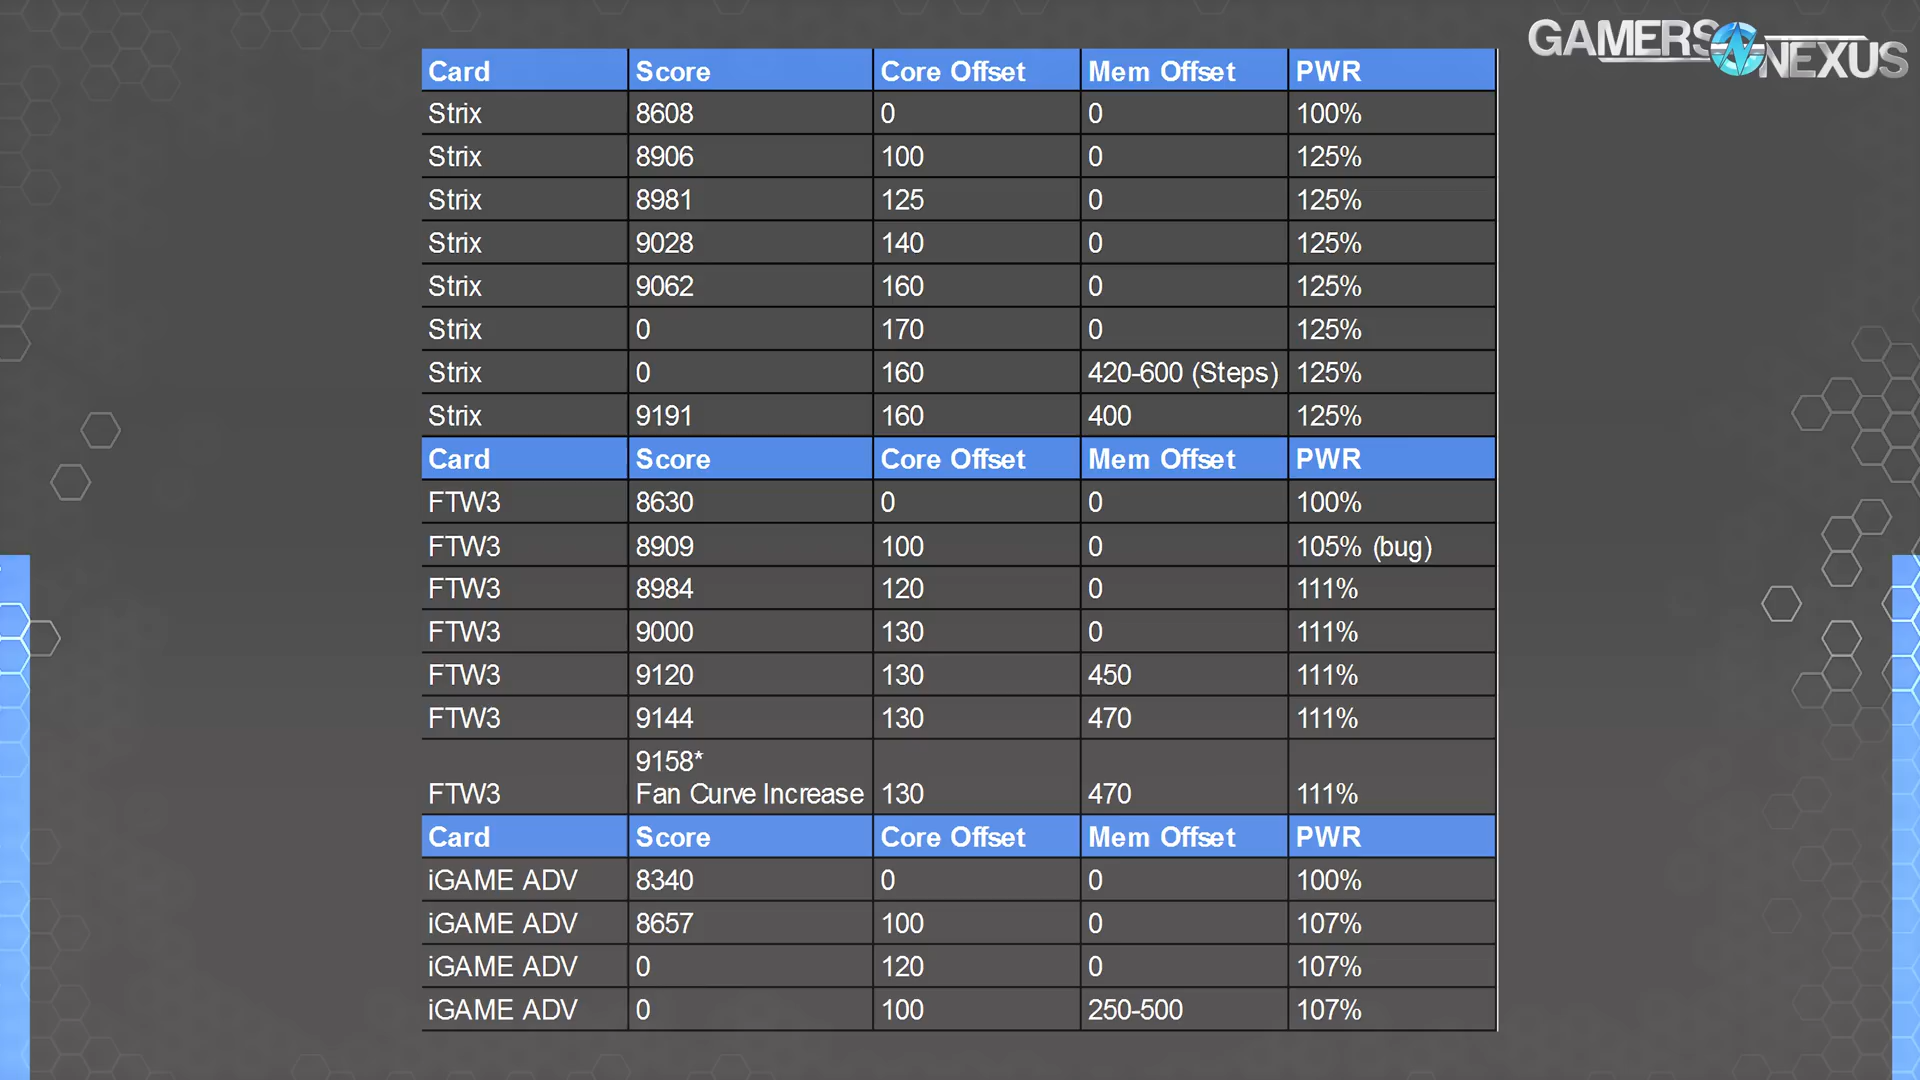 GAMERS NEXUS
Card Score Core Offset Mem Offset PWR
Strix 8608 0 0 100%
Strix 8906 100 0 125%
Strix 8981 125 0 125%
Strix 9028 140 0 125%
Strix 9062 160 0 125%
Strix 0 170 0 125%
Strix 0 160 420-600 (Steps) 125%
Strix 9191 160 400 125%
Card Score Core Offset Mem Offset PWR
FTW3 8630 0 0 100%
FTW3 8909 100 0 105% (bug)
FTW3 8984 120 0 111%
FTW3 9000 130 0 111%
FTW3 9120 130 450 111%
FTW3 9144 130 470 111%
9158*
FTW3 Fan Curve Increase 130 470 111%
Card Score Core Offset Mem Offset PWR
iGAME ADV 8340 0 0 100%
iGAME ADV 8657 100 0 107%
iGAME ADV 0 120 0 107%
iGAME ADV 0 100 250-500 107%